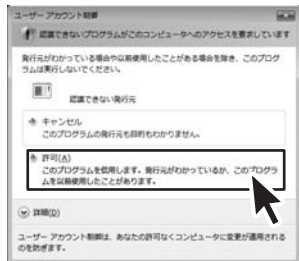 ユーザー アカウント制御
認識できないプログラムがこのコンピュータへのアクセスを要求しています
発行元がわかっている場合や以前使用したことがある場合を除き、このプログ
ラムは実行しないでください。
認識できない発行元
キャンセル
このプログラムの発行元も目的もわかりません。
許可(A)
このプログラムを信用します。発行元がわかっているか、このプログラ
ムを以前使用したことがあります。
詳細(D)
ユーザー アカウント制御は、あなたの許可なくコンピュータに変更が適用される
のを防ぎます。